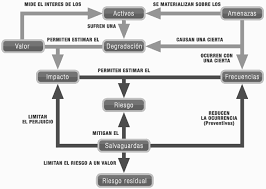 MIDE EL INTERES DE LOS
SE MATERIALIZAN SOBRE LOS
Activos
Amenazas
SUFREN UNA
Valor
Degradación
CAUSAN UNA CIERTA
PERMITEN ESTIMAR EL
OCURREN CON
UNA CIERTA
Impacto
PERMITEN ESTIMAR EL
Frecuencias
Riesgo
LIMITAN
EL PERJUICIO
MITIGAN EL
REDUCEN
LA OCURRENCIA
(Preventivas)
Salvaguardas
LIMITAN EL RIESGO A UN VALOR
Riesgo residual